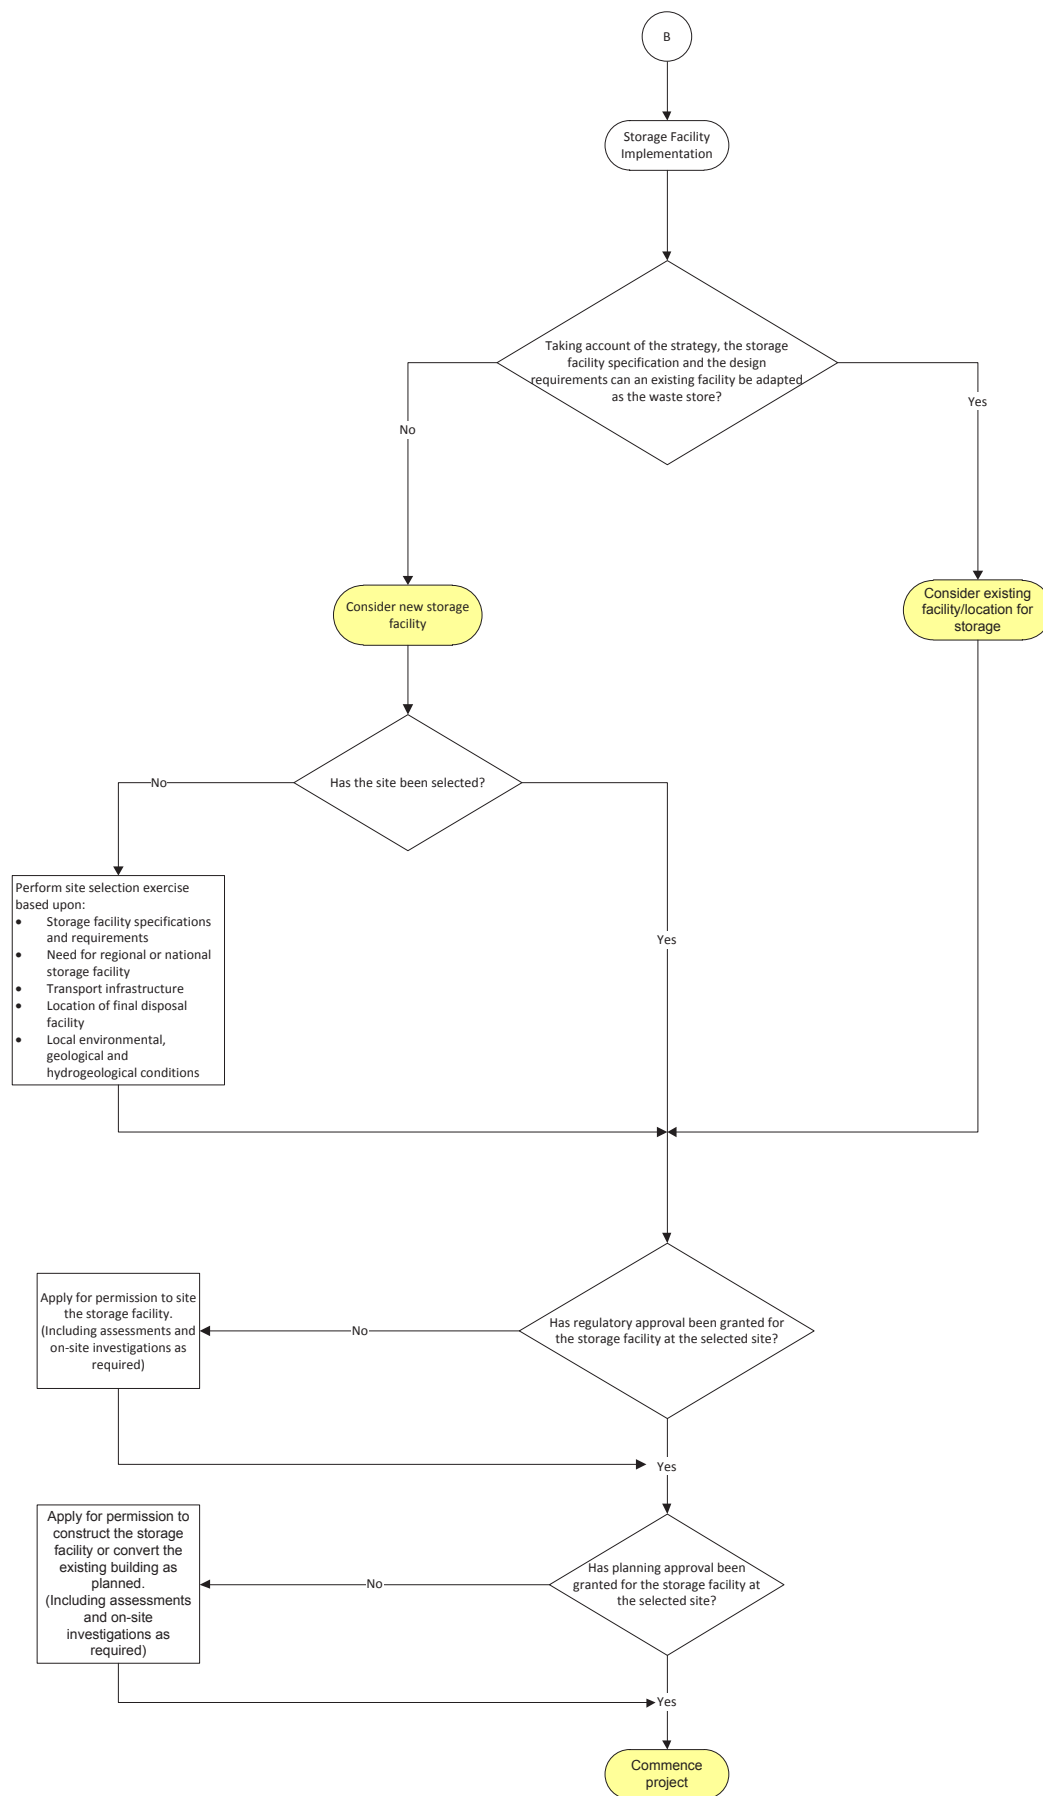 B
Storage Facility
Implementation
Taking account of the strategy, the storage
facility specification and the design
requirements can an existing facility be adapted
as the waste store?
No
Yes
Consider new storage
facility
Consider existing
facility/location for
storage
Has the site been selected?
No
Yes
Perform site selection exercise
based upon:
• Storage facility specifications
and requirements
• Need for regional or national
storage facility
• Transport infrastructure
• Location of final disposal
facility
• Local environmental,
geological and
hydrogeological conditions
Has regulatory approval been granted for
the storage facility at the selected site?
No
Apply for permission to site
the storage facility.
(Including assessments and
on-site investigations as
required)
Yes
Has planning approval been
granted for the storage facility at
the selected site?
No
Apply for permission to
construct the storage
facility or convert the
existing building as
planned.
(Including assessments
and on-site
investigations as
required)
Yes
Commence
project